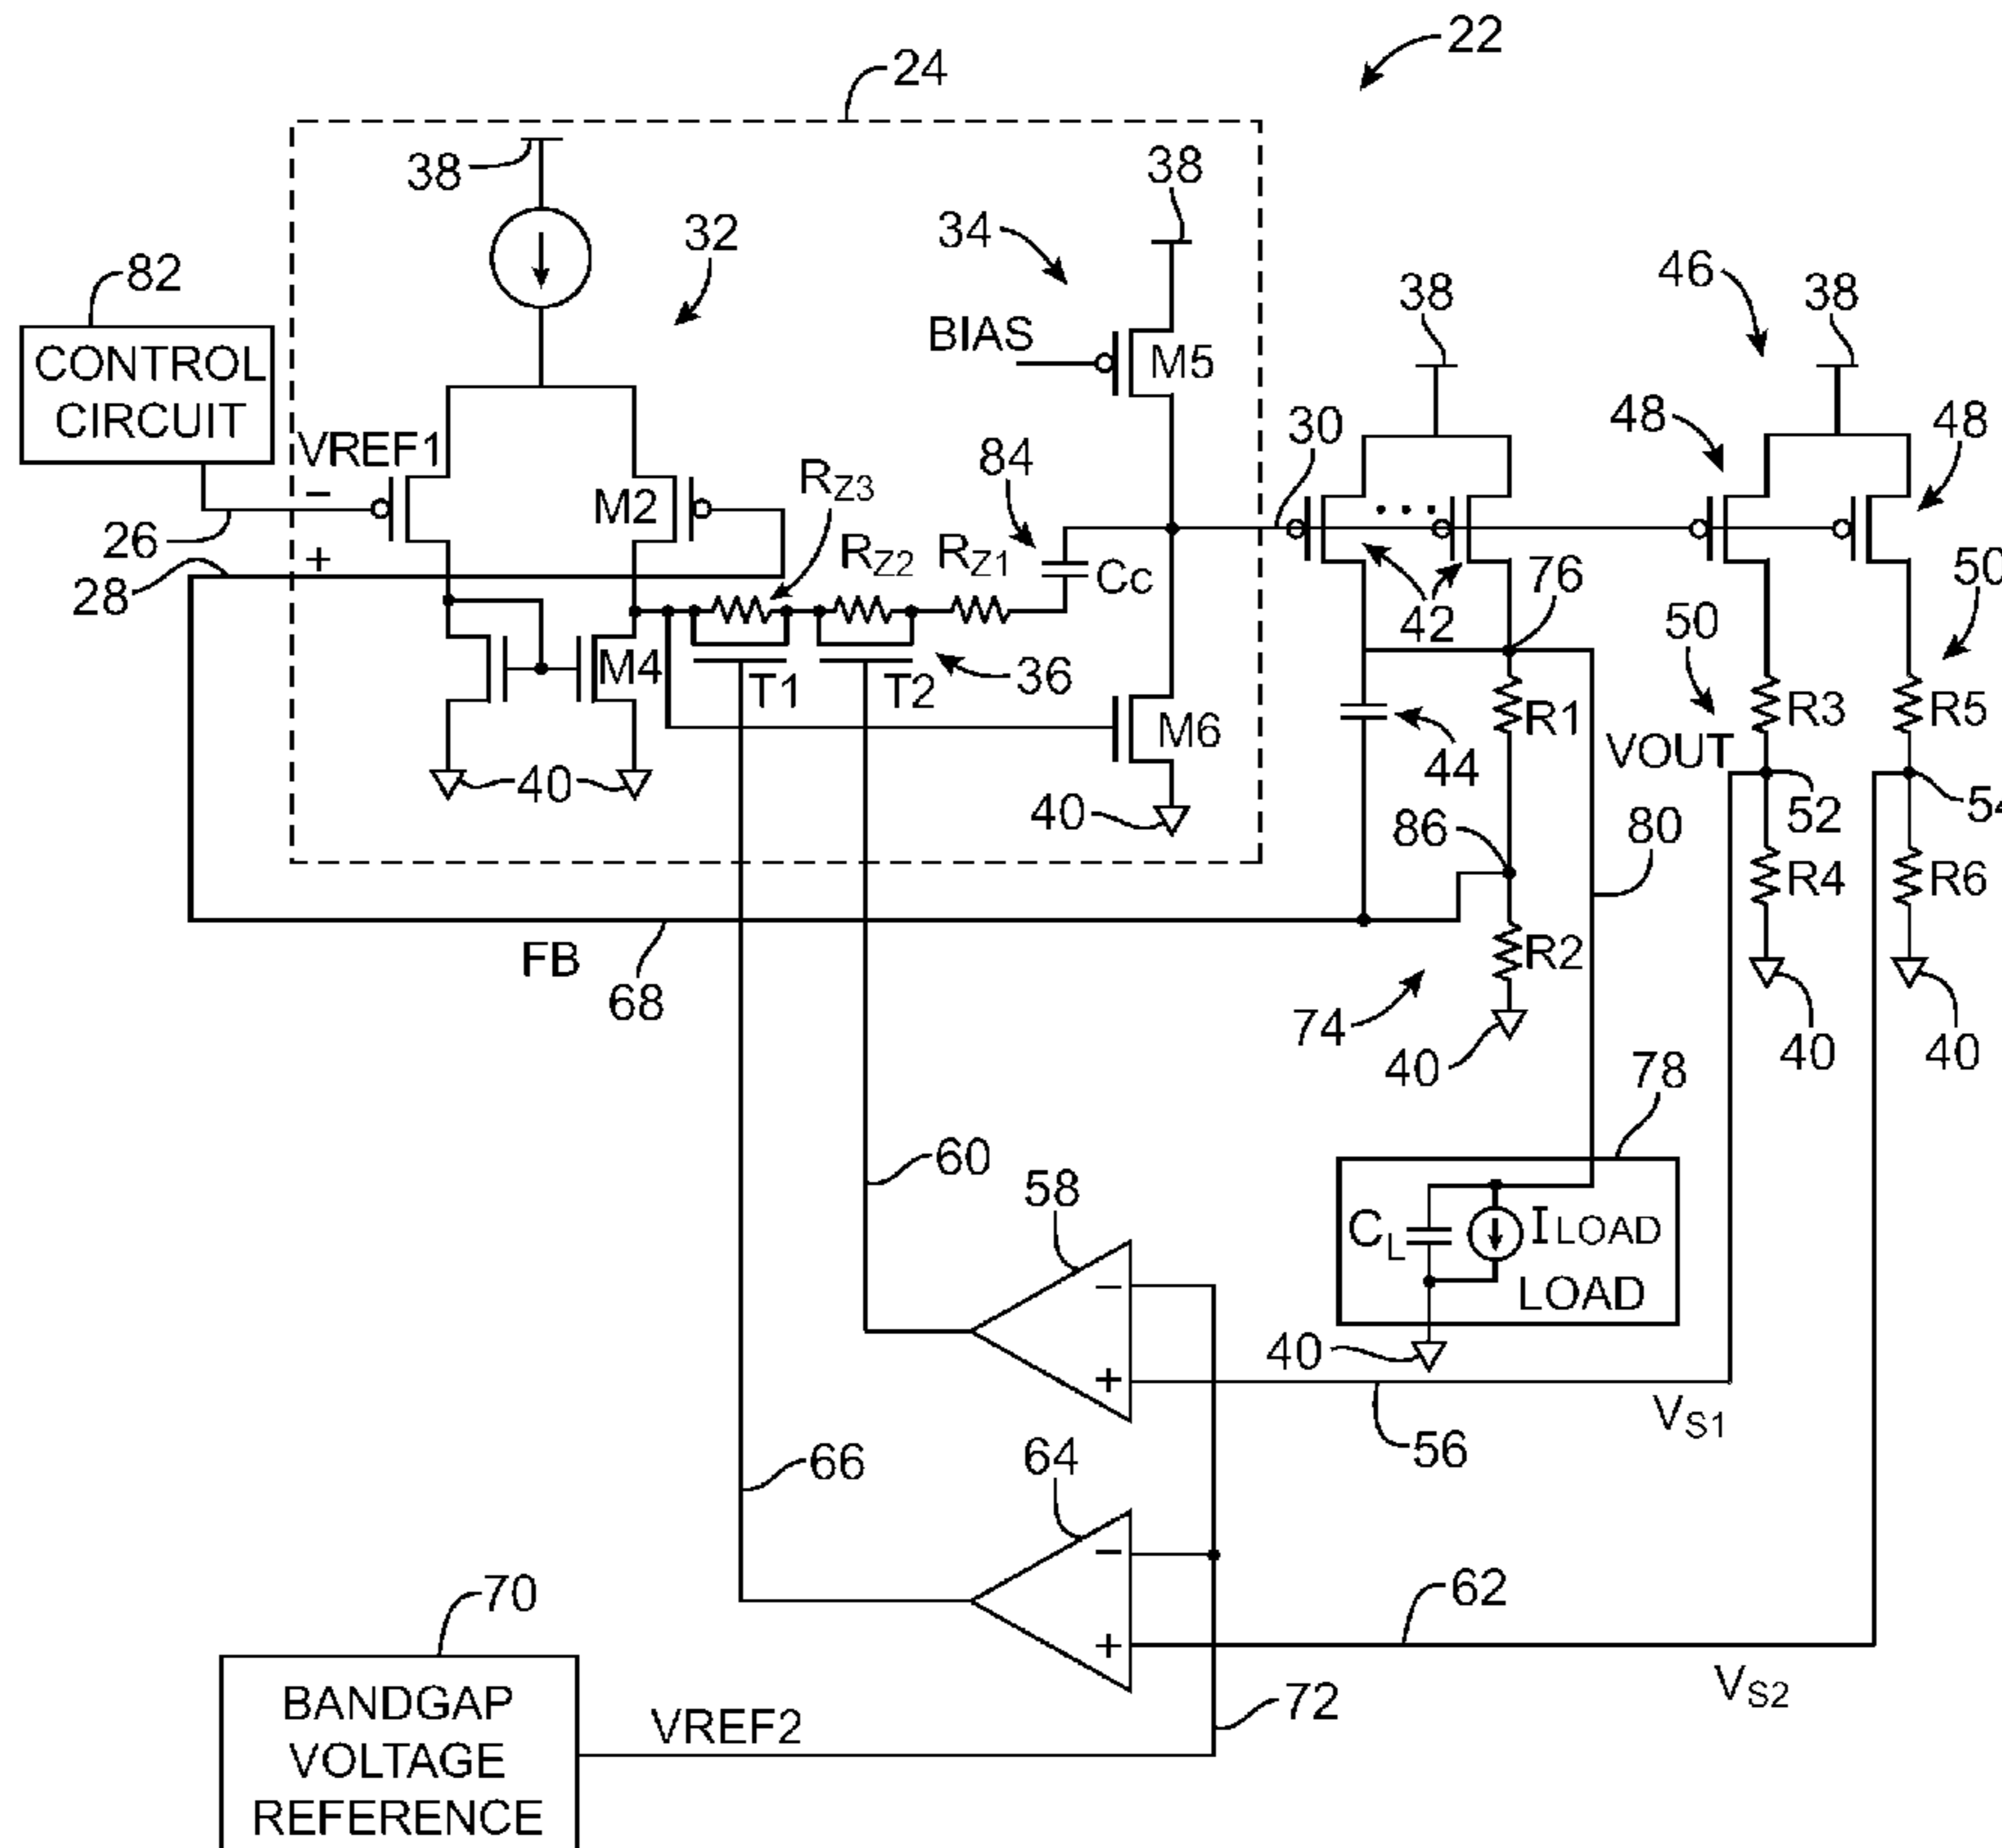 22
24
38
38
32
34
82
46
38
38
CONTROL
CIRCUIT
BIAS
M5
48
48
VREF1
30
84
RZ3
−
M2
26
+
RZ2
RZ1
Cc
28
76
50
42
50
M4
T1
T2
36
R3
R5
R1
M6
VOUT
44
40
52
54
40
86
80
R4
R6
FB
R2
68
74
40
40
40
78
60
58
CL
ILOAD
−
LOAD
40
+
VS1
56
66
64
−
70
62
+
VS2
BANDGAP
VOLTAGE
REFERENCE
VREF2
72